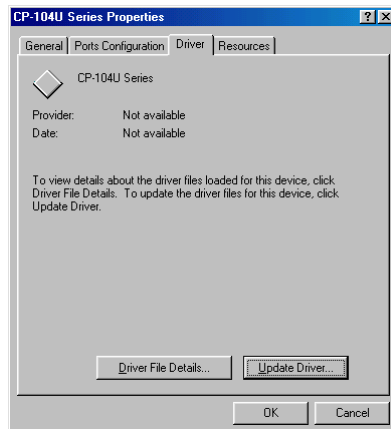 CP-104U Series Properties
General Ports Configuration Driver Resources
CP-104U Series
Provider: Not available
Date: Not available
To view details about the driver files loaded for this device, click
Driver File Details. To update the driver files for this device, click
Update Driver.
Driver File Details... Update Driver...
OK Cancel